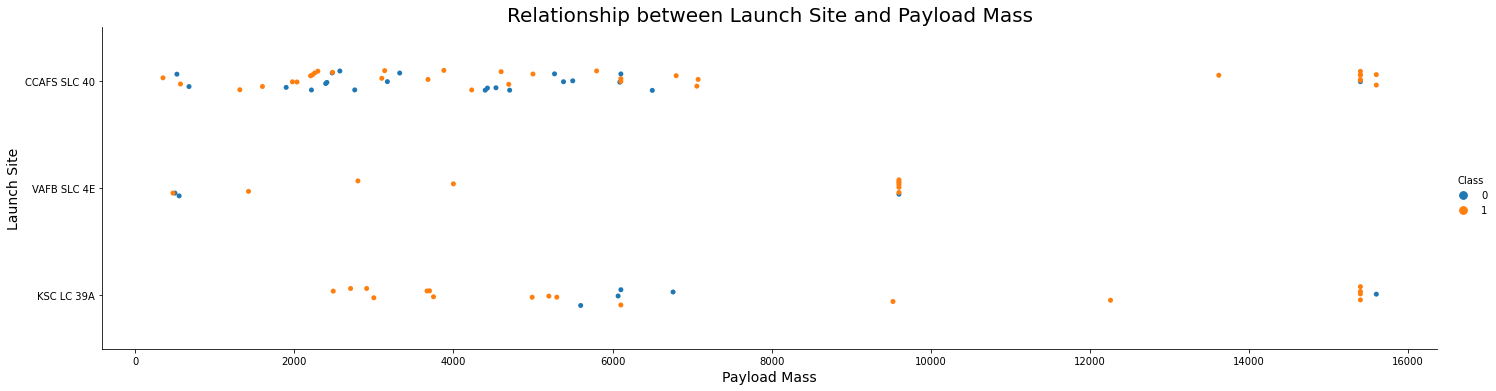 Relationship between Launch Site and Payload Mass
CCAFS SLC 40
VAFB SLC 4E
KSC LC 39A
Launch Site
0 2000 4000 6000 8000 10000 12000 14000 16000
Payload Mass
Class
0
1